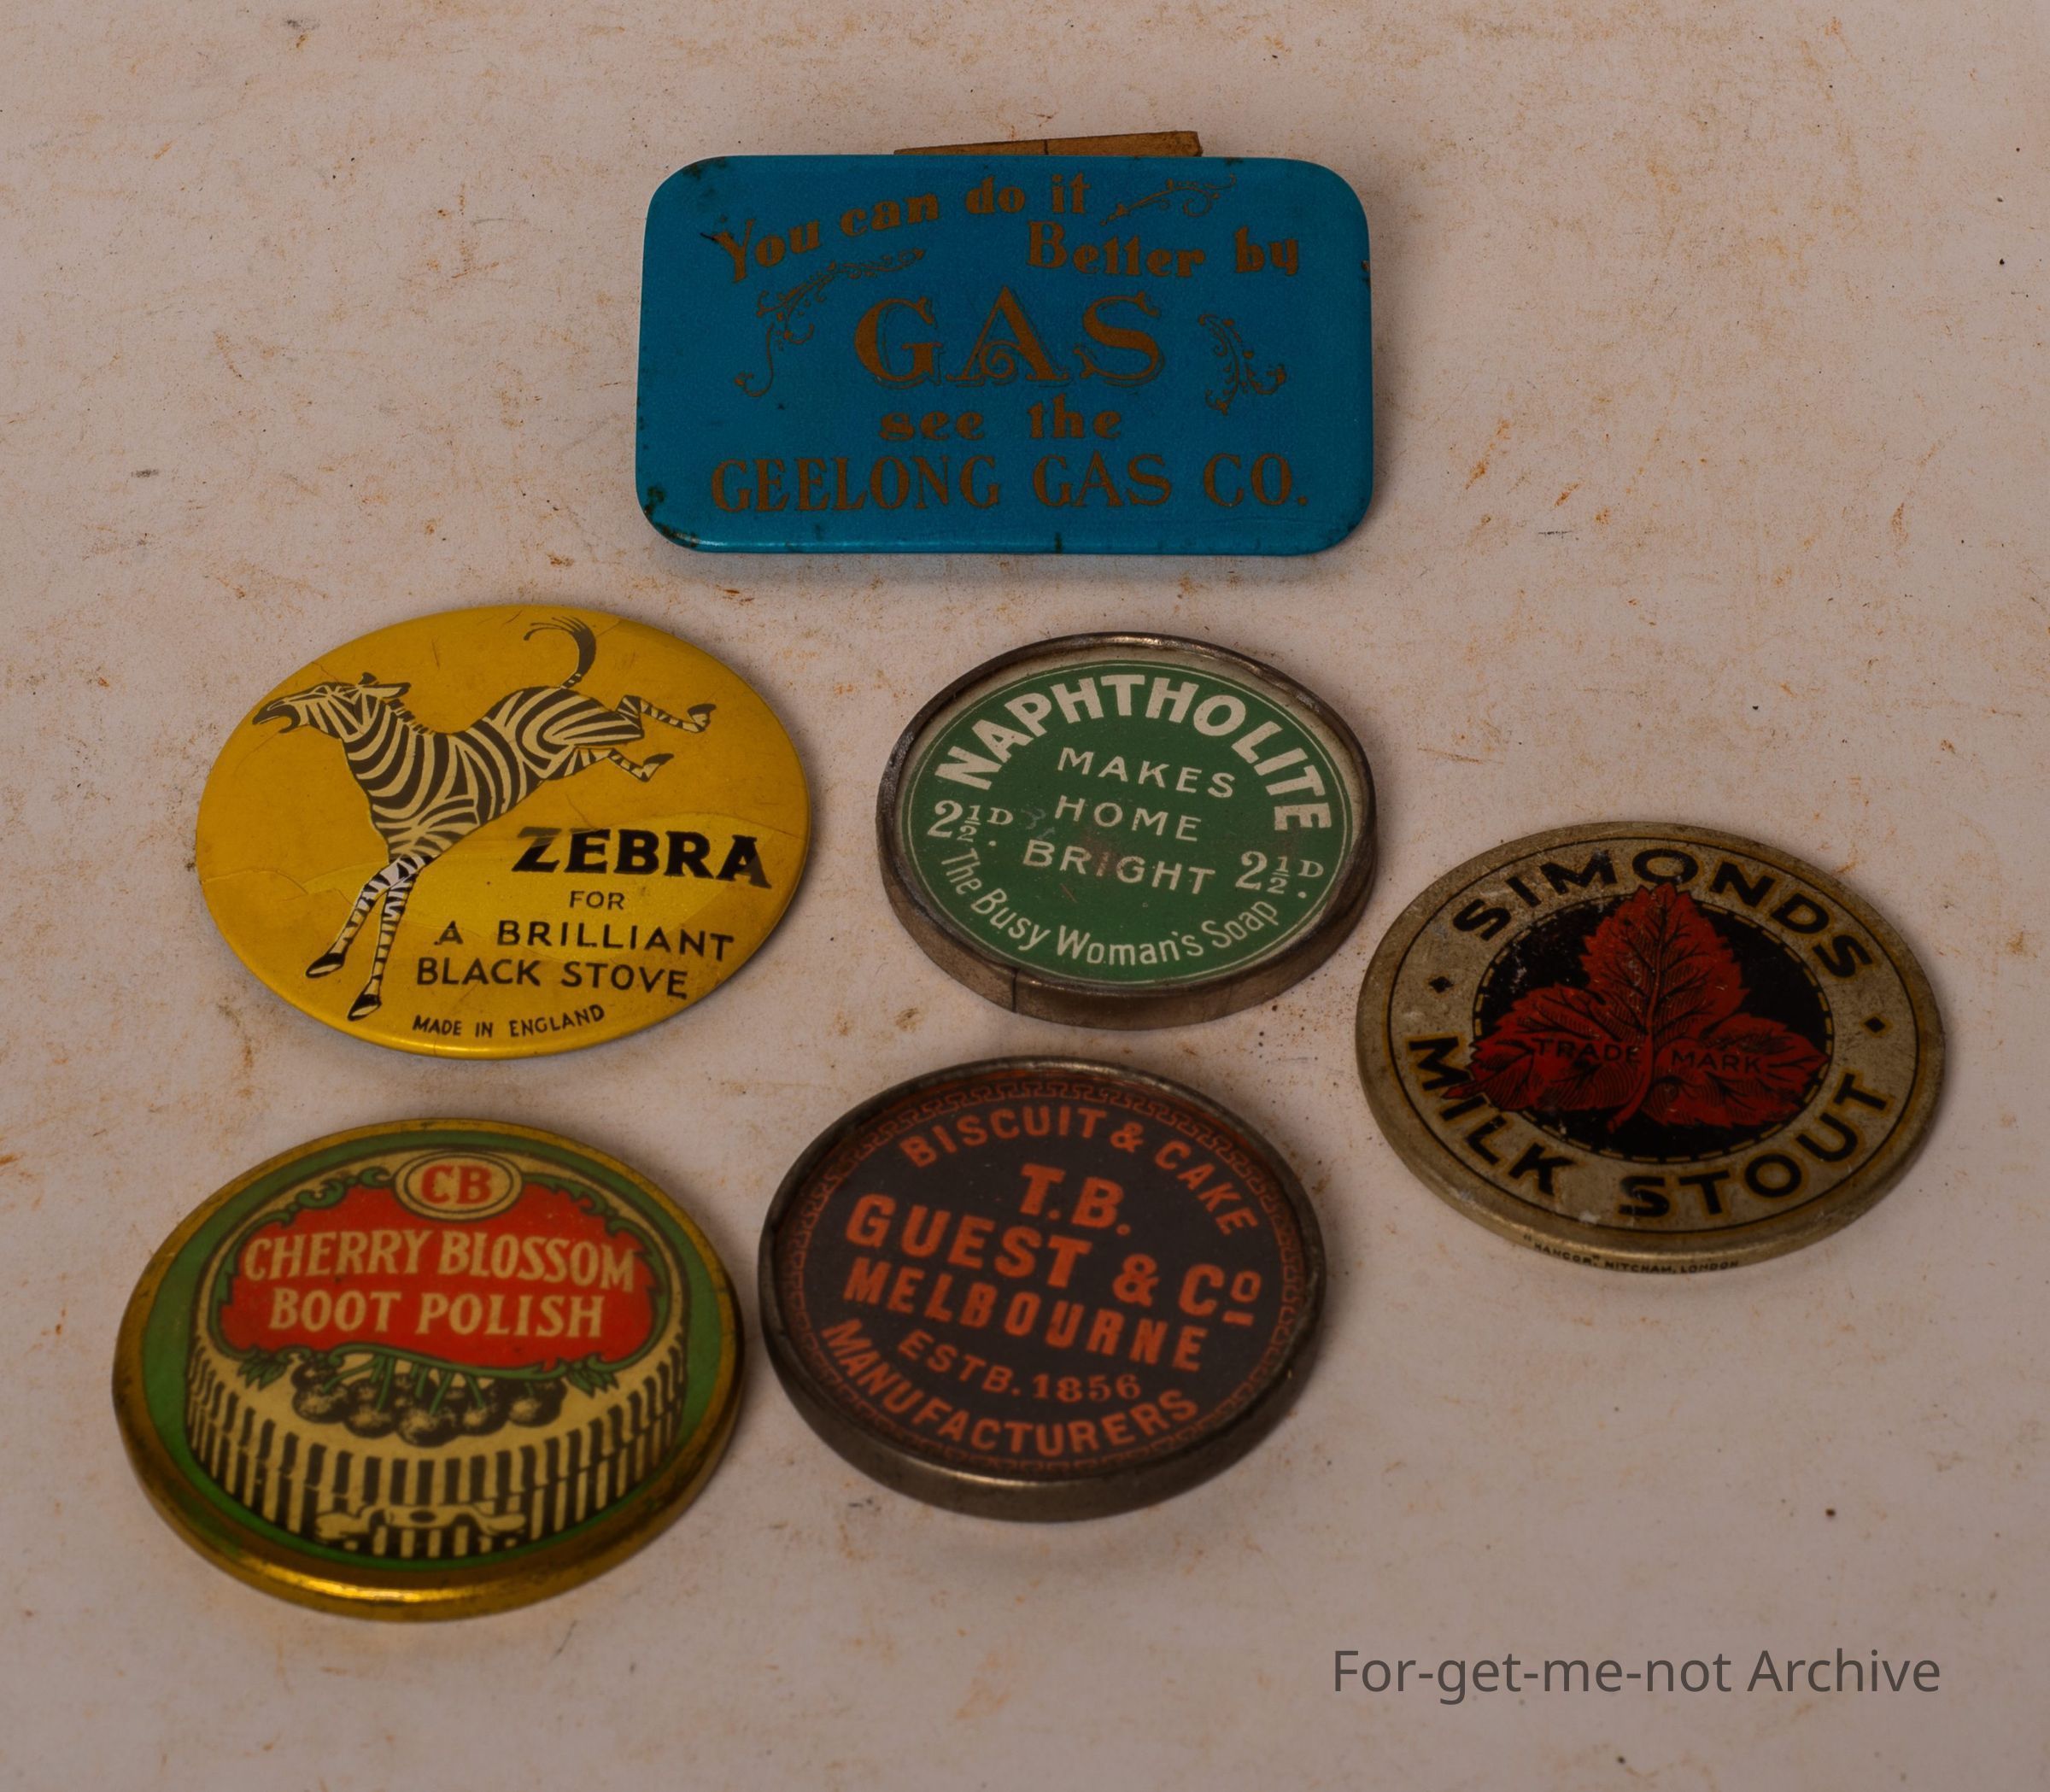 You can do it
Better by
GAS
see the
GEELONG GAS CO.
ZEBRA
FOR
A BRILLIANT
BLACK STOVE
MADE IN ENGLAND
NAPHTHOLITE
MAKES
HOME
BRIGHT
2½D. 2½D.
The Busy Woman's Soap
SIMONDS
TRADE MARK
MILK STOUT
MITCHAM, LONDON
CB
CHERRY BLOSSOM
BOOT POLISH
BISCUIT & CAKE
T.B.
GUEST & Co
MELBOURNE
ESTB. 1856
MANUFACTURERS
For-get-me-not Archive